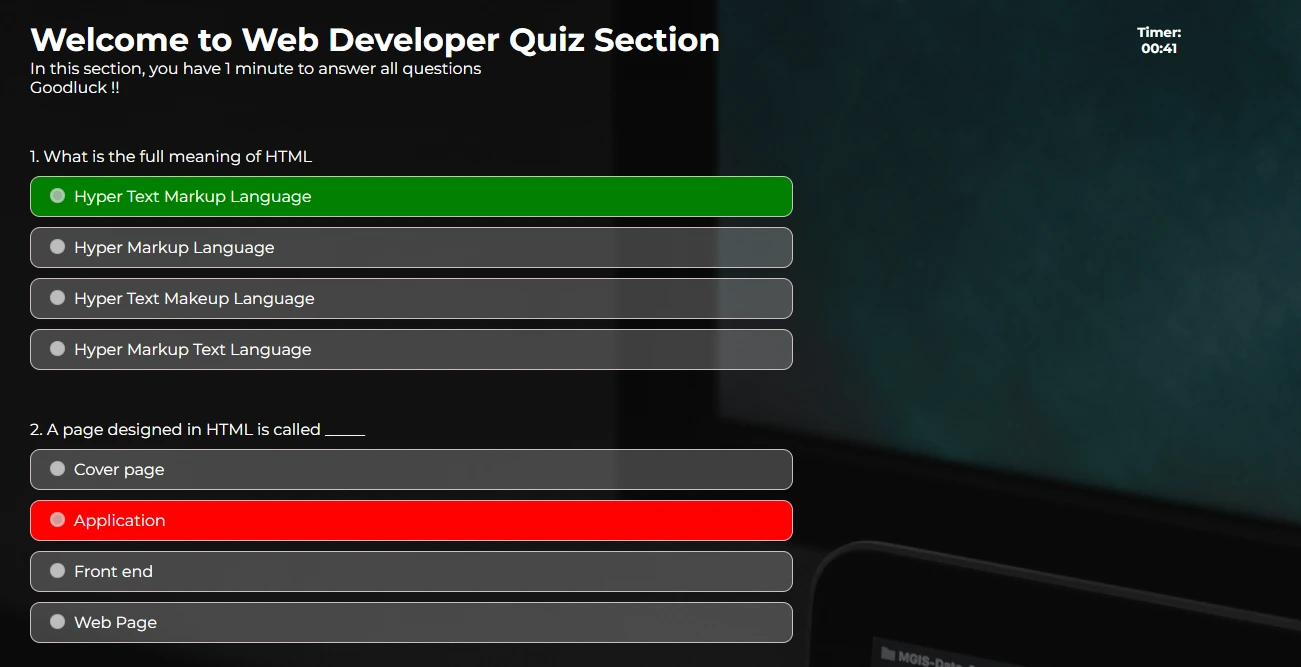 Welcome to Web Developer Quiz Section
In this section, you have 1 minute to answer all questions
Goodluck !!
Timer:
00:41
1. What is the full meaning of HTML
Hyper Text Markup Language
Hyper Markup Language
Hyper Text Makeup Language
Hyper Markup Text Language
2. A page designed in HTML is called _____
Cover page
Application
Front end
Web Page